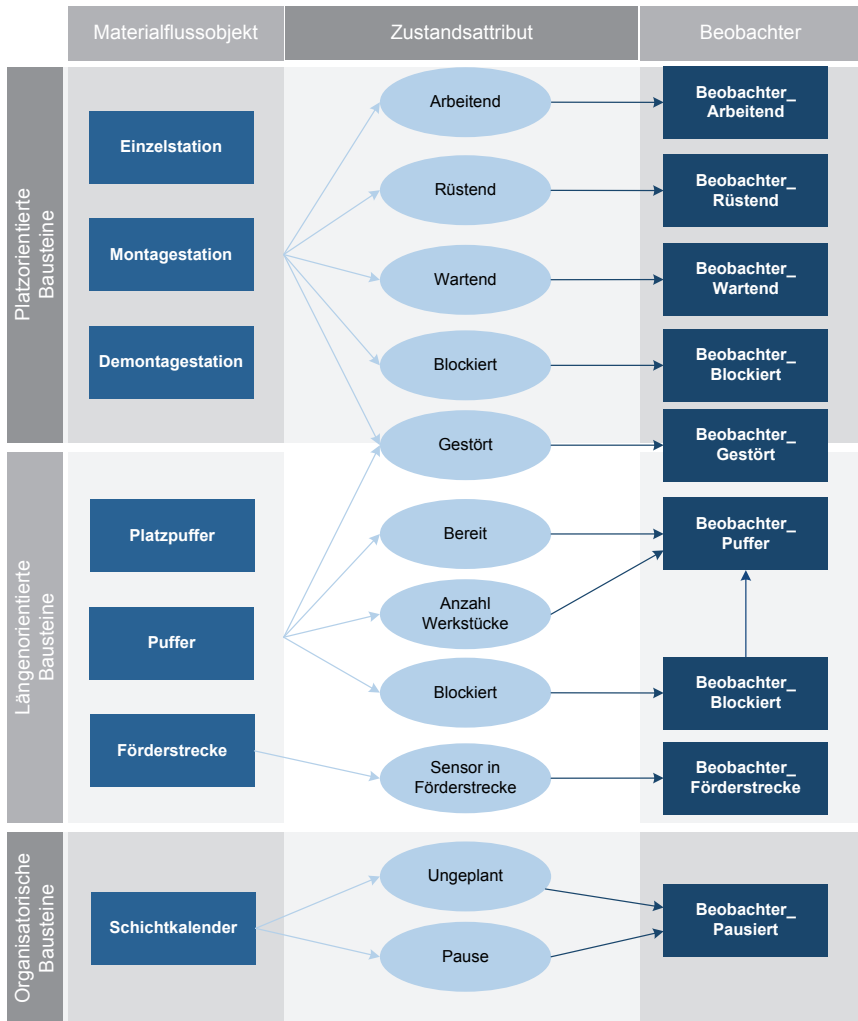 Materialflussobjekt
Zustandsattribut
Beobachter
Platzorientierte
Bausteine
Einzelstation
Montagestation
Demontagestation
Arbeitend
Rüstend
Wartend
Blockiert
Gestört
Beobachter_
Arbeitend
Beobachter_
Rüstend
Beobachter_
Wartend
Beobachter_
Blockiert
Beobachter_
Gestört
Längenorientierte
Bausteine
Platzpuffer
Puffer
Förderstrecke
Bereit
Anzahl
Werkstücke
Blockiert
Sensor in
Förderstrecke
Beobachter_
Puffer
Beobachter_
Blockiert
Beobachter_
Förderstrecke
Organisatorische
Bausteine
Schichtkalender
Ungeplant
Pause
Beobachter_
Pausiert